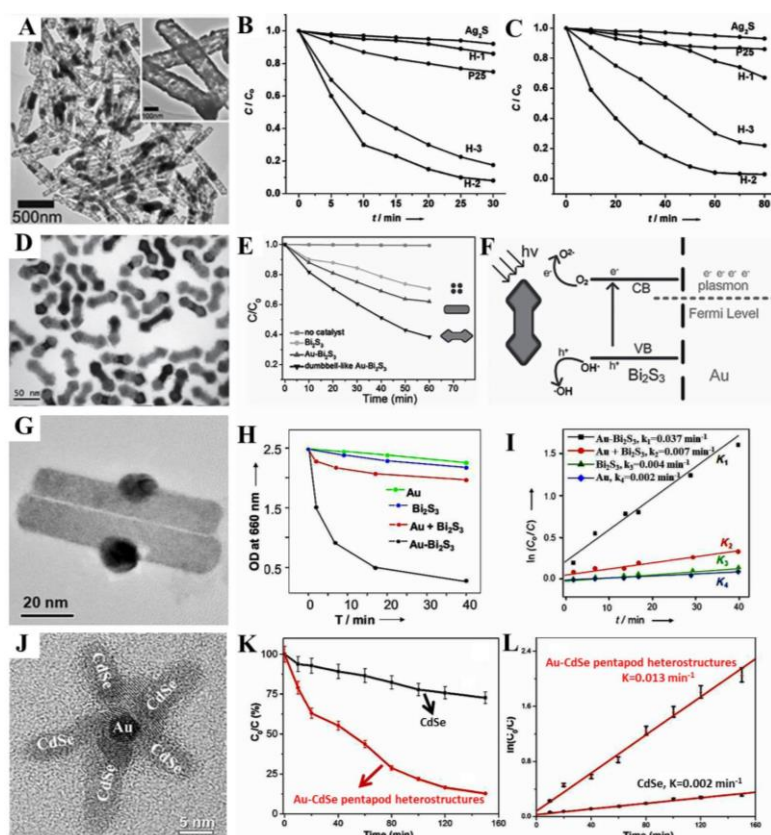 A
100nm
500nm
B
C / C₀
1.0
0.8
0.6
0.4
0.2
0.0
Ag₂S
H-1
P25
H-3
H-2
0 5 10 15 20 25 30
t / min
C
C / C₀
1.0
0.8
0.6
0.4
0.2
0.0
Ag₂S
P25
H-1
H-3
H-2
0 20 40 60 80
t / min
D
50 nm
E
C/C₀
1.0
0.8
0.6
0.4
0.2
no catalyst
Bi₂S₃
Au-Bi₂S₃
dumbbell-like Au-Bi₂S₃
0 10 20 30 40 50 60 70
Time (min)
F
hν
O²⁻
e⁻
O₂
e⁻
CB
e⁻ e⁻ e⁻ e⁻
plasmon
Fermi Level
h⁺
OH⁻
·OH
h⁺
VB
Bi₂S₃
Au
G
20 nm
H
OD at 660 nm
2.5
1.5
0.5
Au
Bi₂S₃
Au + Bi₂S₃
Au-Bi₂S₃
0 10 20 30 40
T / min
I
ln (C₀/C)
1.5
1.0
0.5
0.0
Au-Bi₂S₃, k₁=0.037 min⁻¹
Au + Bi₂S₃, k₂=0.007 min⁻¹
Bi₂S₃, k₃=0.004 min⁻¹
Au, k₄=0.002 min⁻¹
K₁
K₂
K₃
K₄
0 10 20 30 40
t / min
J
CdSe
CdSe
CdSe
Au
CdSe
CdSe
5 nm
K
C₀/C (%)
100
75
50
25
0
CdSe
Au-CdSe pentapod heterostructures
0 40 80 120 160
Time (min)
L
ln(C₀/C)
2.5
2.0
1.5
1.0
0.5
0.0
Au-CdSe pentapod heterostructures
K=0.013 min⁻¹
CdSe, K=0.002 min⁻¹
0 40 80 120 160
Time (min)